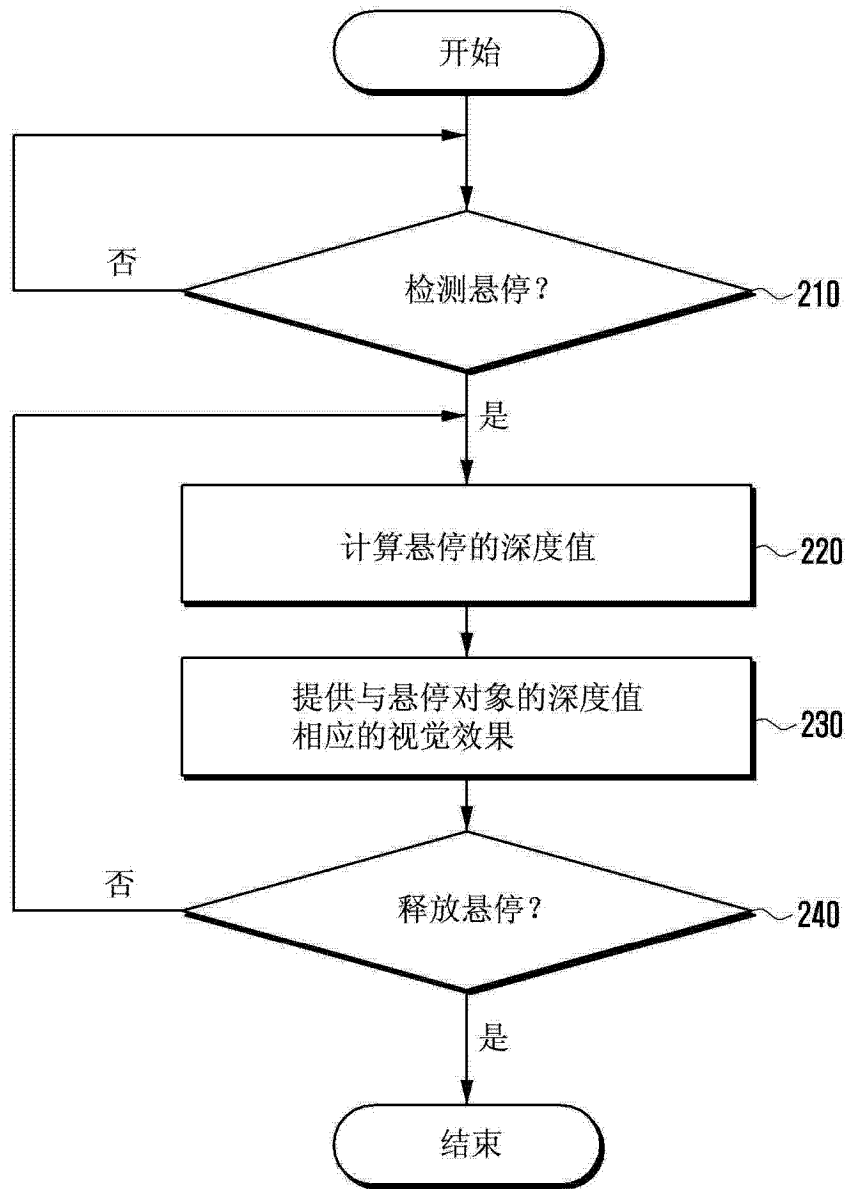 开始
否
检测悬停?
210
是
计算悬停的深度值
220
提供与悬停对象的深度值
相应的视觉效果
230
否
释放悬停?
240
是
结束